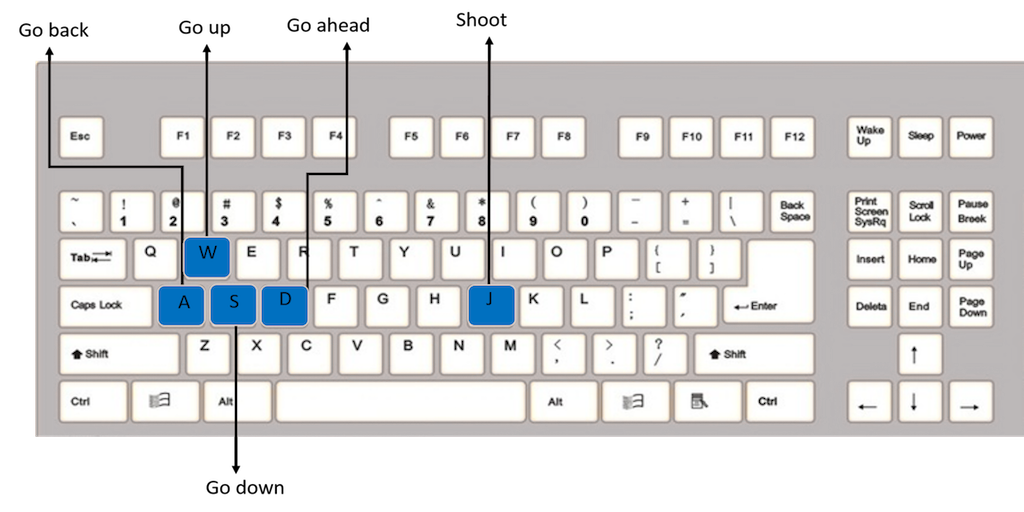 Go back
Go up
Go ahead
Shoot
Esc F1 F2 F3 F4 F5 F6 F7 F8 F9 F10 F11 F12 Wake Up Sleep Power
~ ` ! 1 @ 2 # 3 $ 4 % 5 ^ 6 & 7 * 8 ( 9 ) 0 — - + = | \ Back Space Print Screen SysRq Scroll Lock Pause Break
Tab Q W E R T Y U I O P { [ } ] Insert Home Page Up
Caps Lock A S D F G H J K L : ; " , Enter Deleta End Page Down
Shift Z X C V B N M < , > . ? / Shift ↑
Ctrl Alt Alt Ctrl ← ↓ →
Go down